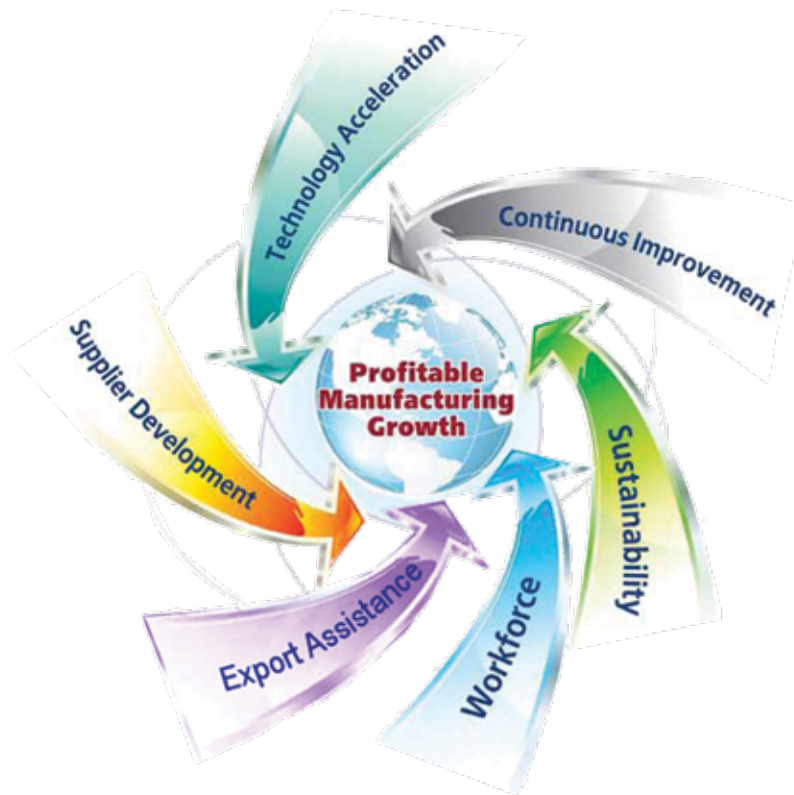 Technology Acceleration
Continuous Improvement
Supplier Development
Profitable
Manufacturing
Growth
Sustainability
Export Assistance
Workforce